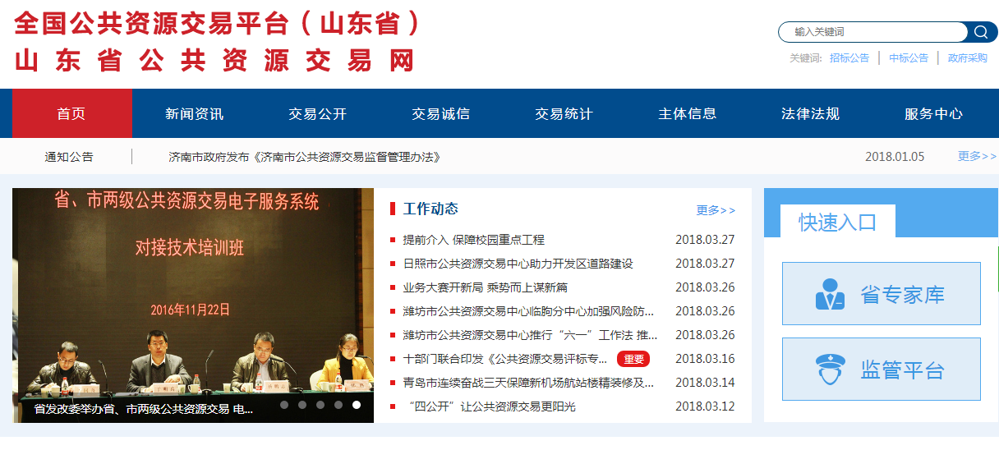 全国公共资源交易平台（山东省）
山东省公共资源交易网
输入关键词
关键词: 招标公告 | 中标公告 | 政府采购
首页 新闻资讯 交易公开 交易诚信 交易统计 主体信息 法律法规 服务中心
通知公告 | 济南市政府发布《济南市公共资源交易监督管理办法》 2018.01.05 更多>>
省、市两级公共资源交易电子服务系统
对接技术培训班
2016年11月22日
省发改委举办省、市两级公共资源交易 电...
工作动态 更多>>
提前介入 保障校园重点工程 2018.03.27
日照市公共资源交易中心助力开发区道路建设 2018.03.27
业务大赛开新局 乘势而上谋新篇 2018.03.26
潍坊市公共资源交易中心临朐分中心加强风险防... 2018.03.26
潍坊市公共资源交易中心推行“六一”工作法 推... 2018.03.26
十部门联合印发《公共资源交易评标专... 重要 2018.03.16
青岛市连续奋战三天保障新机场航站楼精装修及... 2018.03.14
“四公开”让公共资源交易更阳光 2018.03.12
快速入口
省专家库
监管平台